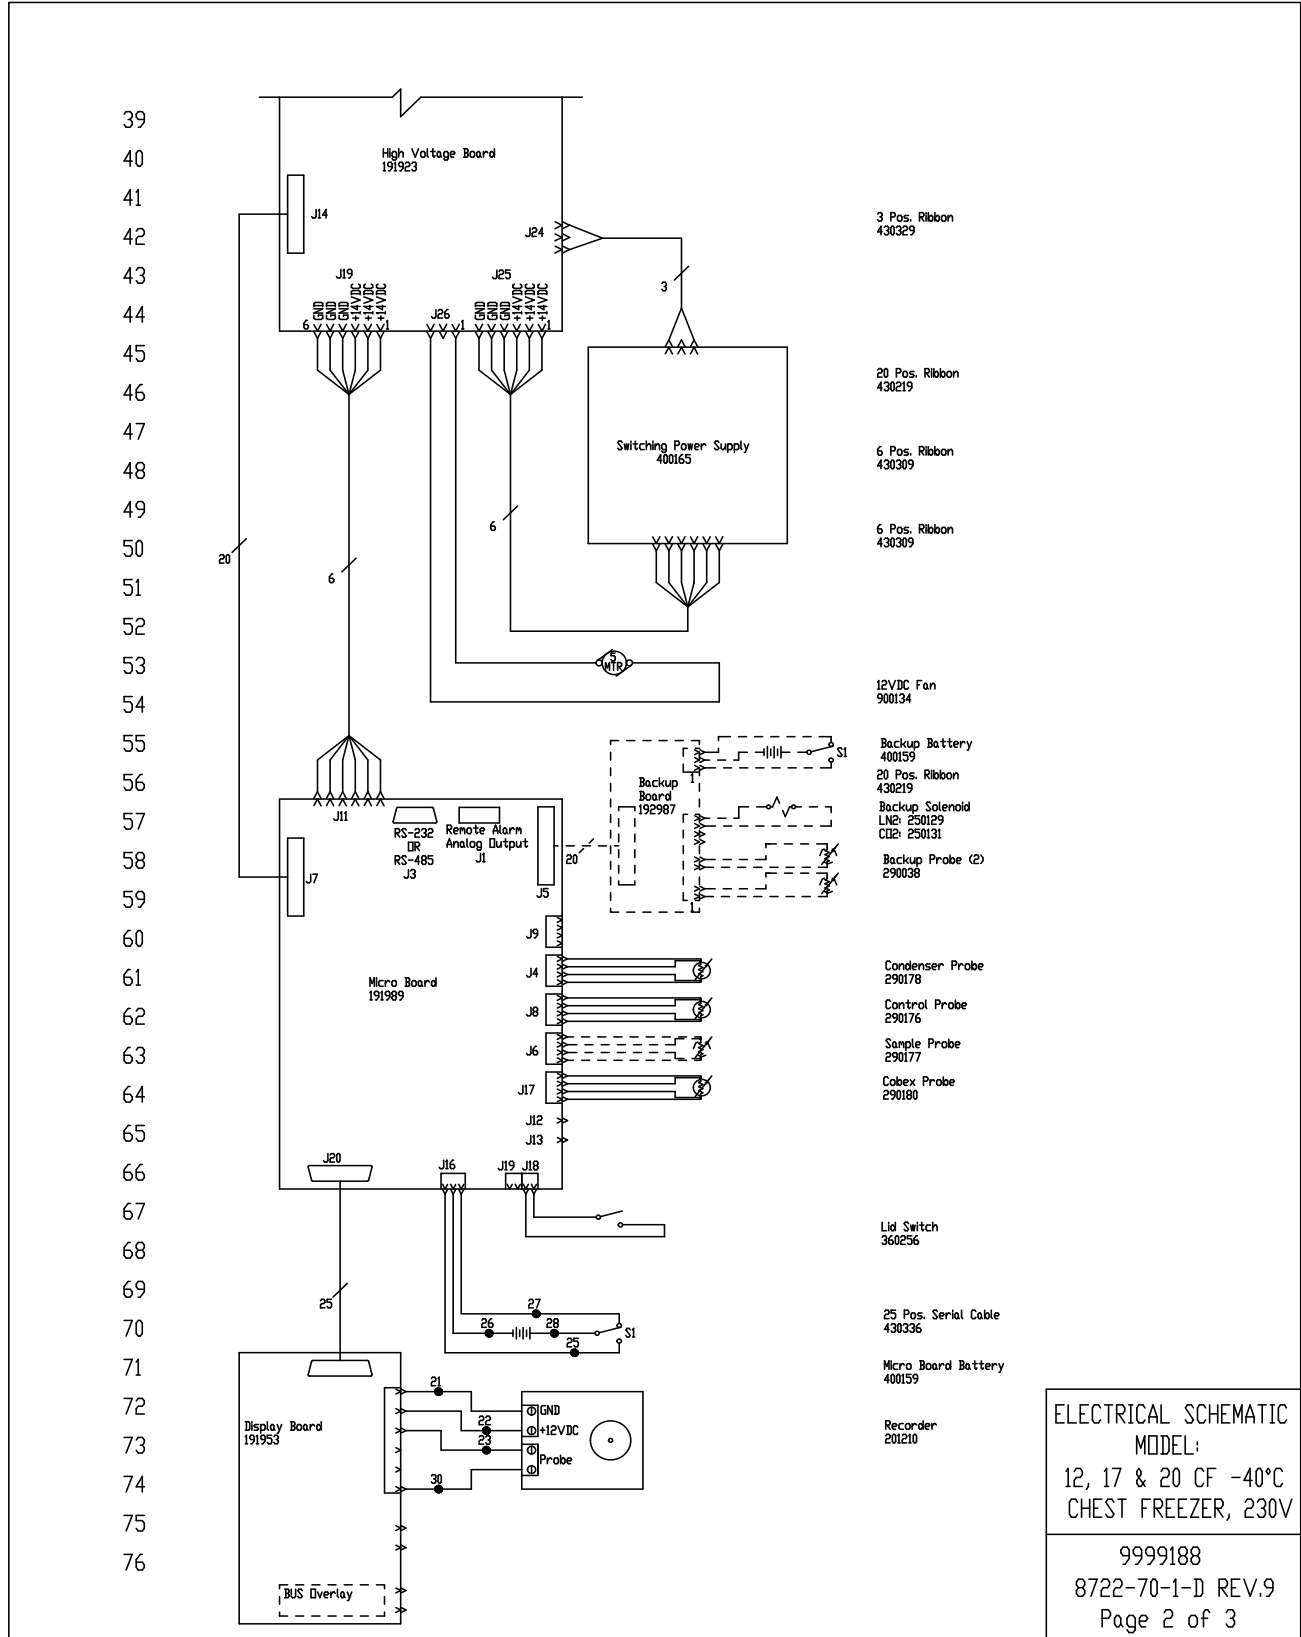 39
40
41
42
43
44
45
46
47
48
49
50
51
52
53
54
55
56
57
58
59
60
61
62
63
64
65
66
67
68
69
70
71
72
73
74
75
76
High Voltage Board
191923
J14
J24
J19
GND
GND
GND
+14VDC
+14VDC
+14VDC
6
1
J26
1
J25
GND
GND
GND
+14VDC
+14VDC
+14VDC
1
3
Switching Power Supply
400165
20
6
6
5
MTR
Backup
Board
192987
1
1
S1
J11
RS-232
OR
RS-485
J3
Remote Alarm
Analog Output
J1
J5
20
J7
J9
J4
J8
J6
J17
J12
J13
Micro Board
191989
J20
J16
J19
J18
25
27
26
28
25
S1
Display Board
191953
21
22
23
30
GND
+12VDC
Probe
BUS Overlay
3 Pos. Ribbon
430329
20 Pos. Ribbon
430219
6 Pos. Ribbon
430309
6 Pos. Ribbon
430309
12VDC Fan
900134
Backup Battery
400159
20 Pos. Ribbon
430219
Backup Solenoid
LN2: 250129
CO2: 250131
Backup Probe (2)
290038
Condenser Probe
290178
Control Probe
290176
Sample Probe
290177
Cobex Probe
290180
Lid Switch
360256
25 Pos. Serial Cable
430336
Micro Board Battery
400159
Recorder
201210
ELECTRICAL SCHEMATIC
MODEL:
12, 17 & 20 CF -40°C
CHEST FREEZER, 230V
9999188
8722-70-1-D REV.9
Page 2 of 3